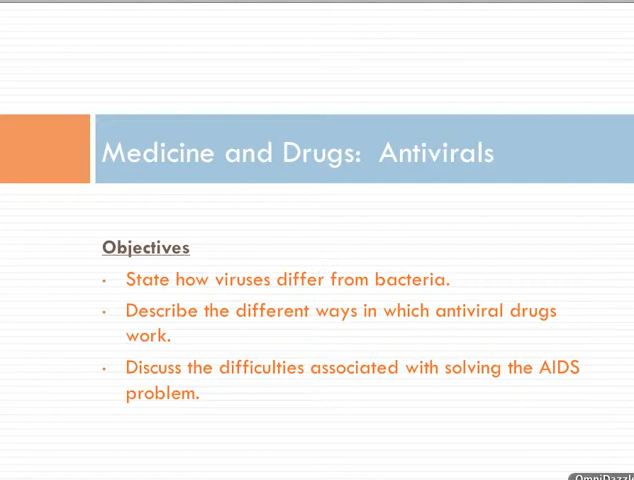 Medicine and Drugs: Antivirals
Objectives
• State how viruses differ from bacteria.
• Describe the different ways in which antiviral drugs
work.
• Discuss the difficulties associated with solving the AIDS
problem.
OmniDazzle